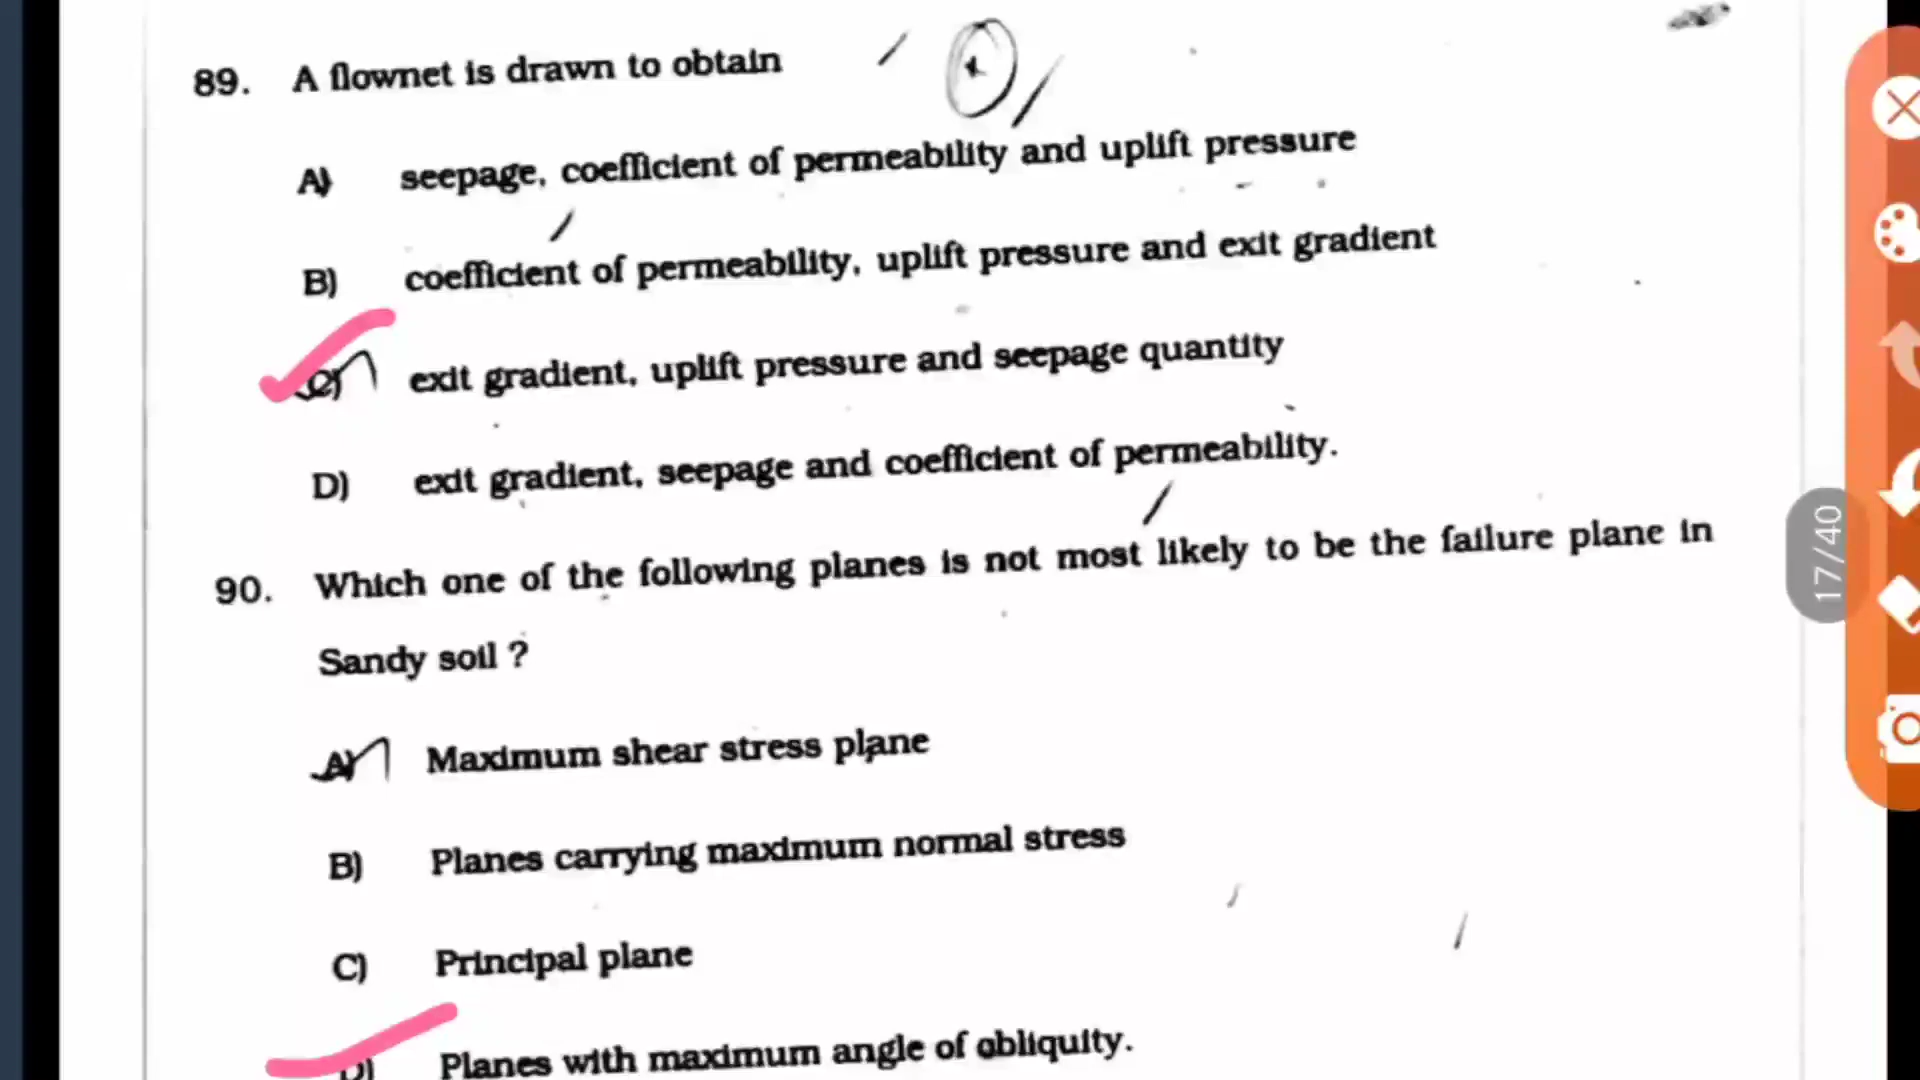 89. A flownet is drawn to obtain
A) seepage, coefficient of permeability and uplift pressure
B) coefficient of permeability, uplift pressure and exit gradient
C) exit gradient, uplift pressure and seepage quantity
D) exit gradient, seepage and coefficient of permeability.
90. Which one of the following planes is not most likely to be the failure plane in
Sandy soil ?
A) Maximum shear stress plane
B) Planes carrying maximum normal stress
C) Principal plane
D) Planes with maximum angle of obliquity.
17/40